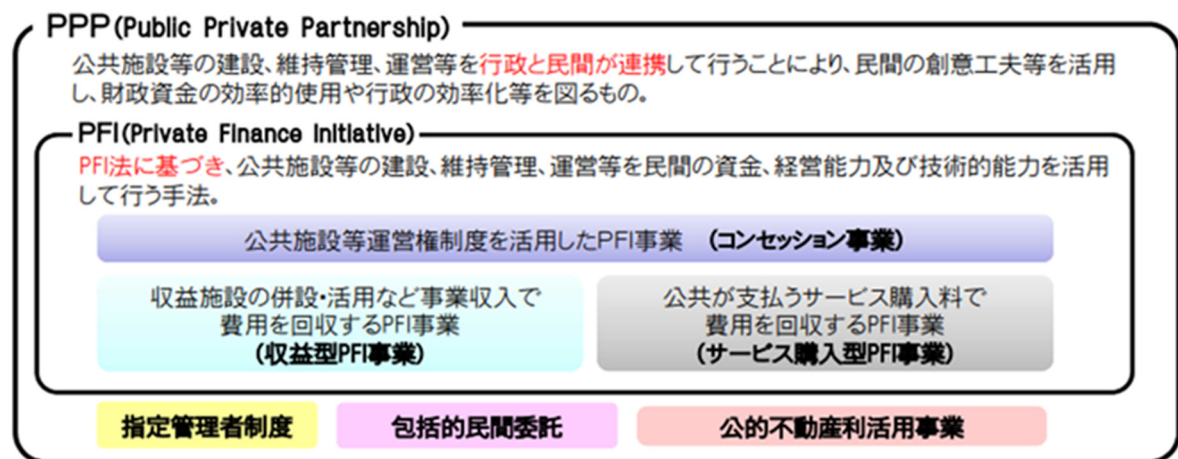 PPP(Public Private Partnership)
公共施設等の建設、維持管理、運営等を行政と民間が連携して行うことにより、民間の創意工夫等を活用
し、財政資金の効率的使用や行政の効率化等を図るもの。
PFI(Private Finance Initiative)
PFI法に基づき、公共施設等の建設、維持管理、運営等を民間の資金、経営能力及び技術的能力を活用
して行う手法。
公共施設等運営権制度を活用したPFI事業 (コンセッション事業)
収益施設の併設・活用など事業収入で
費用を回収するPFI事業
(収益型PFI事業)
公共が支払うサービス購入料で
費用を回収するPFI事業
(サービス購入型PFI事業)
指定管理者制度
包括的民間委託
公的不動産利活用事業